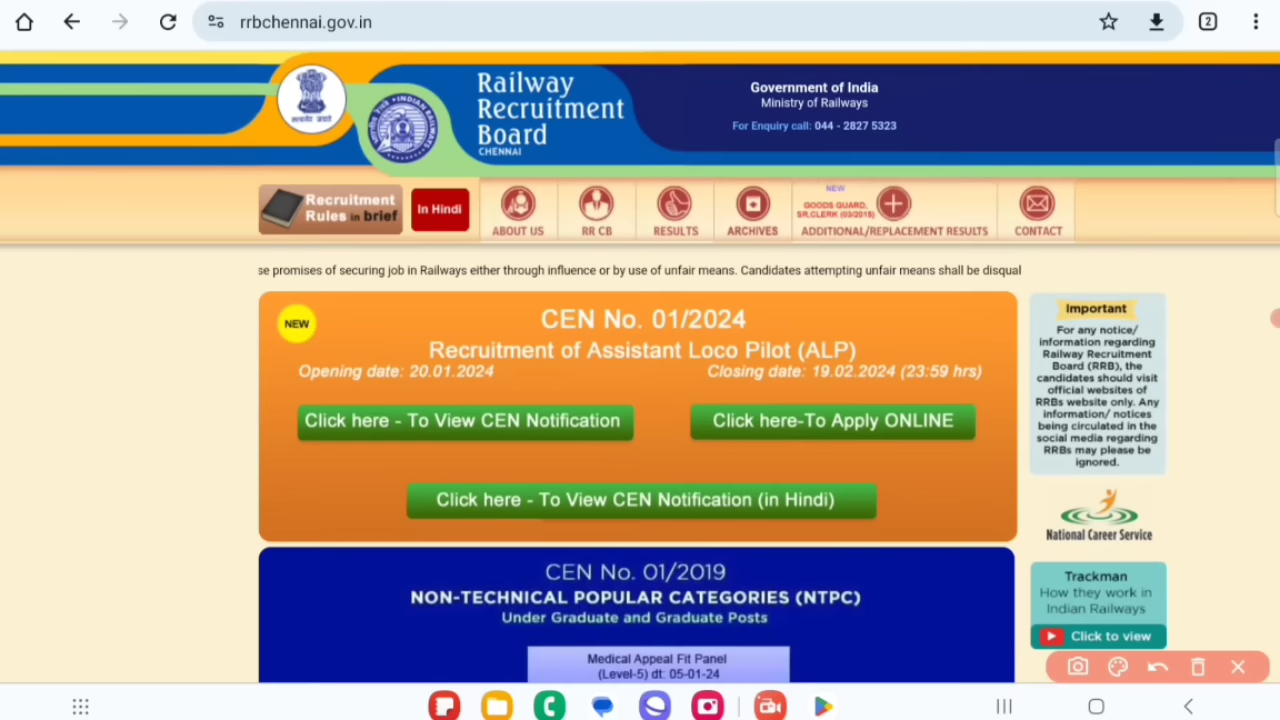 rrbchennai.gov.in
2
Railway
Recruitment
Board
CHENNAI
Government of India
Ministry of Railways
For Enquiry call: 044 - 2827 5323
Recruitment
Rules in brief
In Hindi
ABOUT US
RR CB
RESULTS
ARCHIVES
NEW
GOODS GUARD,
SR.CLERK (03/2015)
ADDITIONAL/REPLACEMENT RESULTS
CONTACT
se promises of securing job in Railways either through influence or by use of unfair means. Candidates attempting unfair means shall be disqual
NEW
CEN No. 01/2024
Recruitment of Assistant Loco Pilot (ALP)
Opening date: 20.01.2024
Closing date: 19.02.2024 (23:59 hrs)
Click here - To View CEN Notification
Click here-To Apply ONLINE
Click here - To View CEN Notification (in Hindi)
CEN No. 01/2019
NON-TECHNICAL POPULAR CATEGORIES (NTPC)
Under Graduate and Graduate Posts
Medical Appeal Fit Panel
(Level-5) dt: 05-01-24
Important
For any notice/
information regarding
Railway Recruitment
Board (RRB), the
candidates should visit
official websites of
RRBs website only. Any
information/ notices
being circulated in the
social media regarding
RRBs may please be
ignored.
National Career Service
Trackman
How they work in
Indian Railways
Click to view